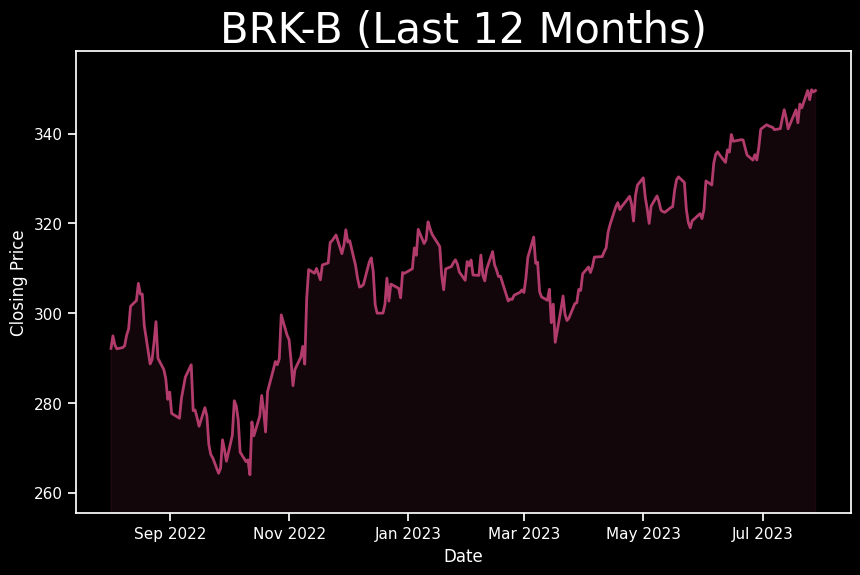 BRK-B (Last 12 Months)
Closing Price
340
320
300
280
260
Sep 2022
Nov 2022
Jan 2023
Mar 2023
May 2023
Jul 2023
Date